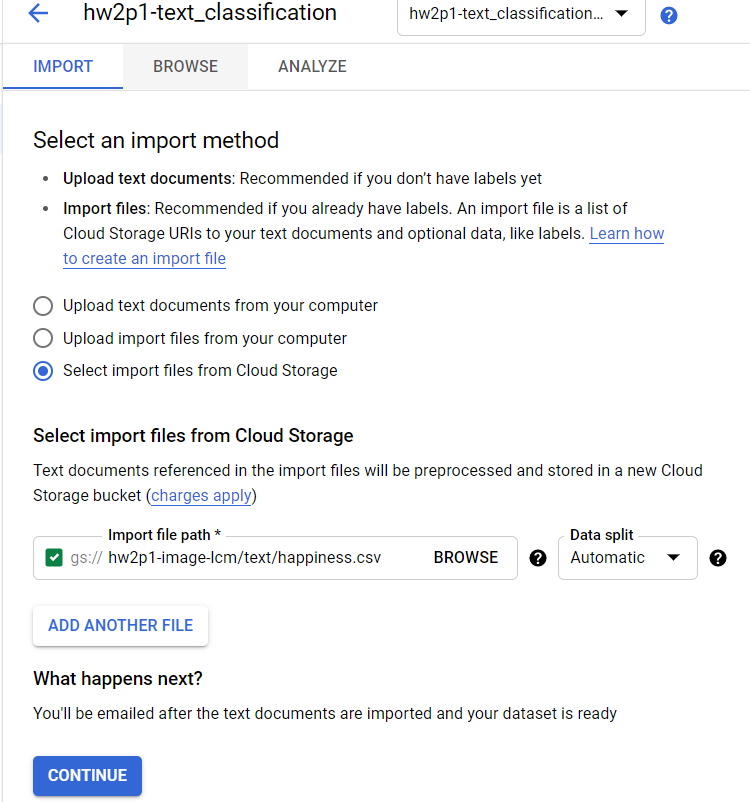 hw2p1-text_classification
hw2p1-text_classification...
IMPORT
BROWSE
ANALYZE
Select an import method
Upload text documents: Recommended if you don’t have labels yet
Import files: Recommended if you already have labels. An import file is a list of
Cloud Storage URIs to your text documents and optional data, like labels. Learn how
to create an import file
Upload text documents from your computer
Upload import files from your computer
Select import files from Cloud Storage
Select import files from Cloud Storage
Text documents referenced in the import files will be preprocessed and stored in a new Cloud
Storage bucket (charges apply)
Import file path *
gs:// hw2p1-image-lcm/text/happiness.csv
BROWSE
Data split
Automatic
ADD ANOTHER FILE
What happens next?
You'll be emailed after the text documents are imported and your dataset is ready
CONTINUE